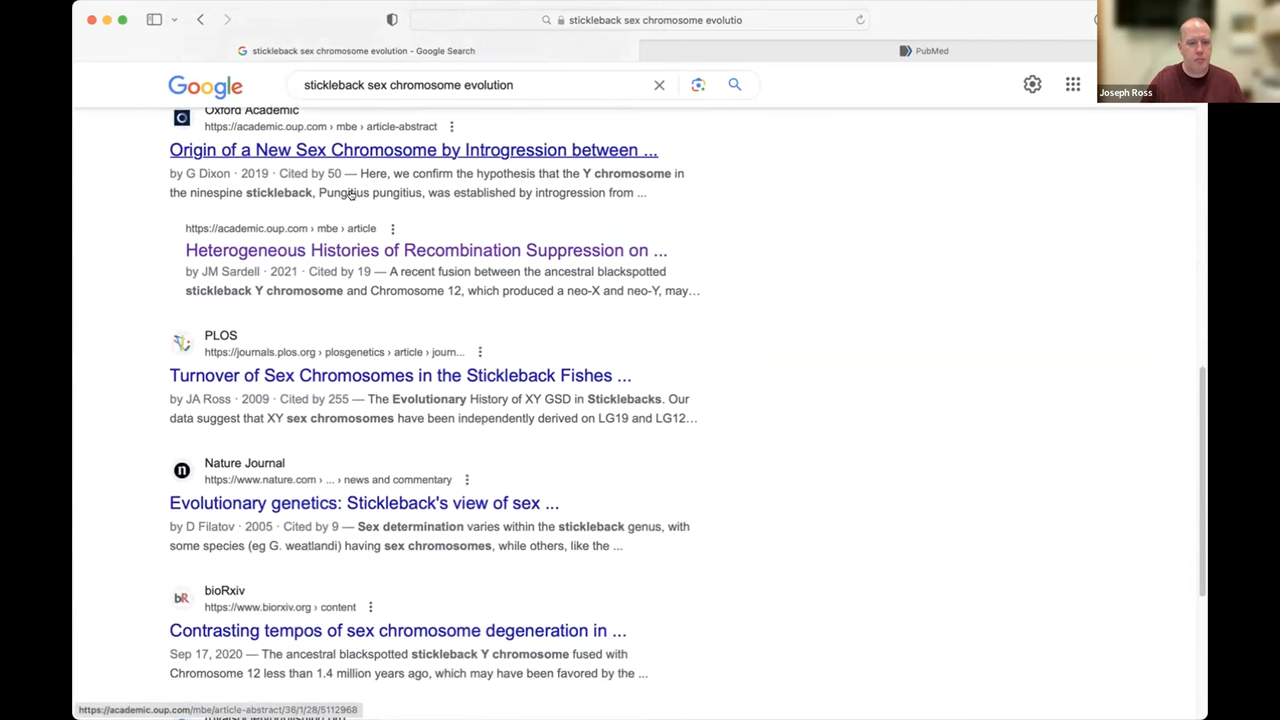 stickleback sex chromosome evolutio
stickleback sex chromosome evolution - Google Search
PubMed
Google
stickleback sex chromosome evolution
Joseph Ross
Oxford Academic
https://academic.oup.com › mbe › article-abstract
Origin of a New Sex Chromosome by Introgression between ...
by G Dixon · 2019 · Cited by 50 — Here, we confirm the hypothesis that the Y chromosome in
the ninespine stickleback, Pungitius pungitius, was established by introgression from ...
https://academic.oup.com › mbe › article
Heterogeneous Histories of Recombination Suppression on ...
by JM Sardell · 2021 · Cited by 19 — A recent fusion between the ancestral blackspotted
stickleback Y chromosome and Chromosome 12, which produced a neo-X and neo-Y, may...
PLOS
https://journals.plos.org › plosgenetics › article › journ...
Turnover of Sex Chromosomes in the Stickleback Fishes ...
by JA Ross · 2009 · Cited by 255 — The Evolutionary History of XY GSD in Sticklebacks. Our
data suggest that XY sex chromosomes have been independently derived on LG19 and LG12...
Nature Journal
https://www.nature.com › ... › news and commentary
Evolutionary genetics: Stickleback's view of sex ...
by D Filatov · 2005 · Cited by 9 — Sex determination varies within the stickleback genus, with
some species (eg G. weatlandi) having sex chromosomes, while others, like the ...
bioRxiv
https://www.biorxiv.org › content
Contrasting tempos of sex chromosome degeneration in ...
Sep 17, 2020 — The ancestral blackspotted stickleback Y chromosome fused with
Chromosome 12 less than 1.4 million years ago, which may have been favored by the ...
https://academic.oup.com/mbe/article-abstract/36/1/28/5112968